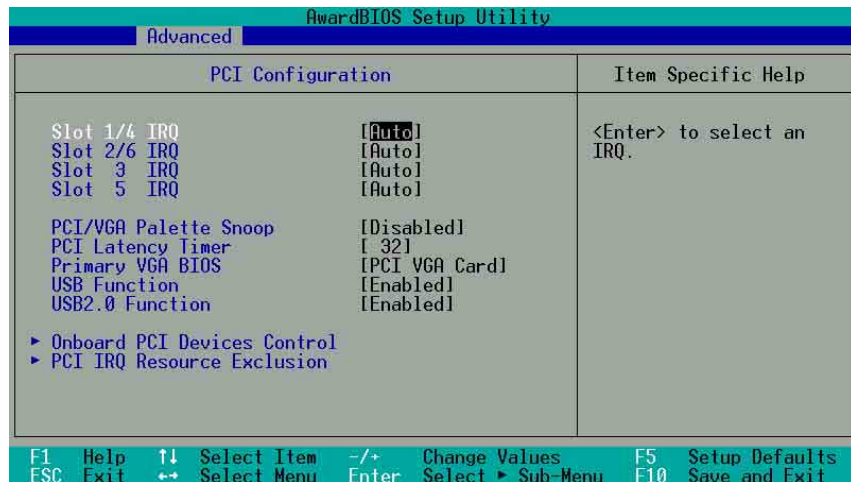 AwardBIOS Setup Utility
Advanced
PCI Configuration
Item Specific Help
Slot 1/4 IRQ [Auto]
Slot 2/6 IRQ [Auto]
Slot 3 IRQ [Auto]
Slot 5 IRQ [Auto]
PCI/VGA Palette Snoop [Disabled]
PCI Latency Timer [ 32]
Primary VGA BIOS [PCI VGA Card]
USB Function [Enabled]
USB2.0 Function [Enabled]
► Onboard PCI Devices Control
► PCI IRQ Resource Exclusion
<Enter> to select an
IRQ.
F1 Help ↑↓ Select Item -/+ Change Values F5 Setup Defaults
ESC Exit ←→ Select Menu Enter Select ► Sub-Menu F10 Save and Exit